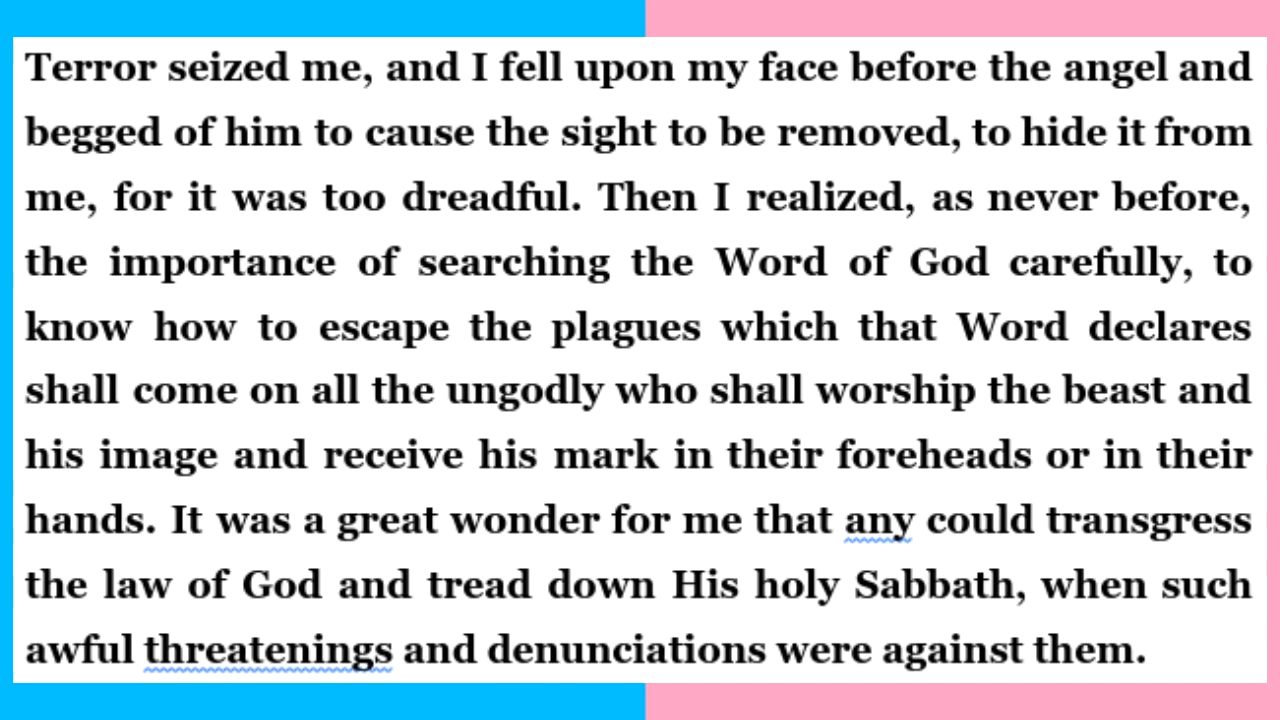 Terror seized me, and I fell upon my face before the angel and
begged of him to cause the sight to be removed, to hide it from
me, for it was too dreadful. Then I realized, as never before,
the importance of searching the Word of God carefully, to
know how to escape the plagues which that Word declares
shall come on all the ungodly who shall worship the beast and
his image and receive his mark in their foreheads or in their
hands. It was a great wonder for me that any could transgress
the law of God and tread down His holy Sabbath, when such
awful threatenings and denunciations were against them.